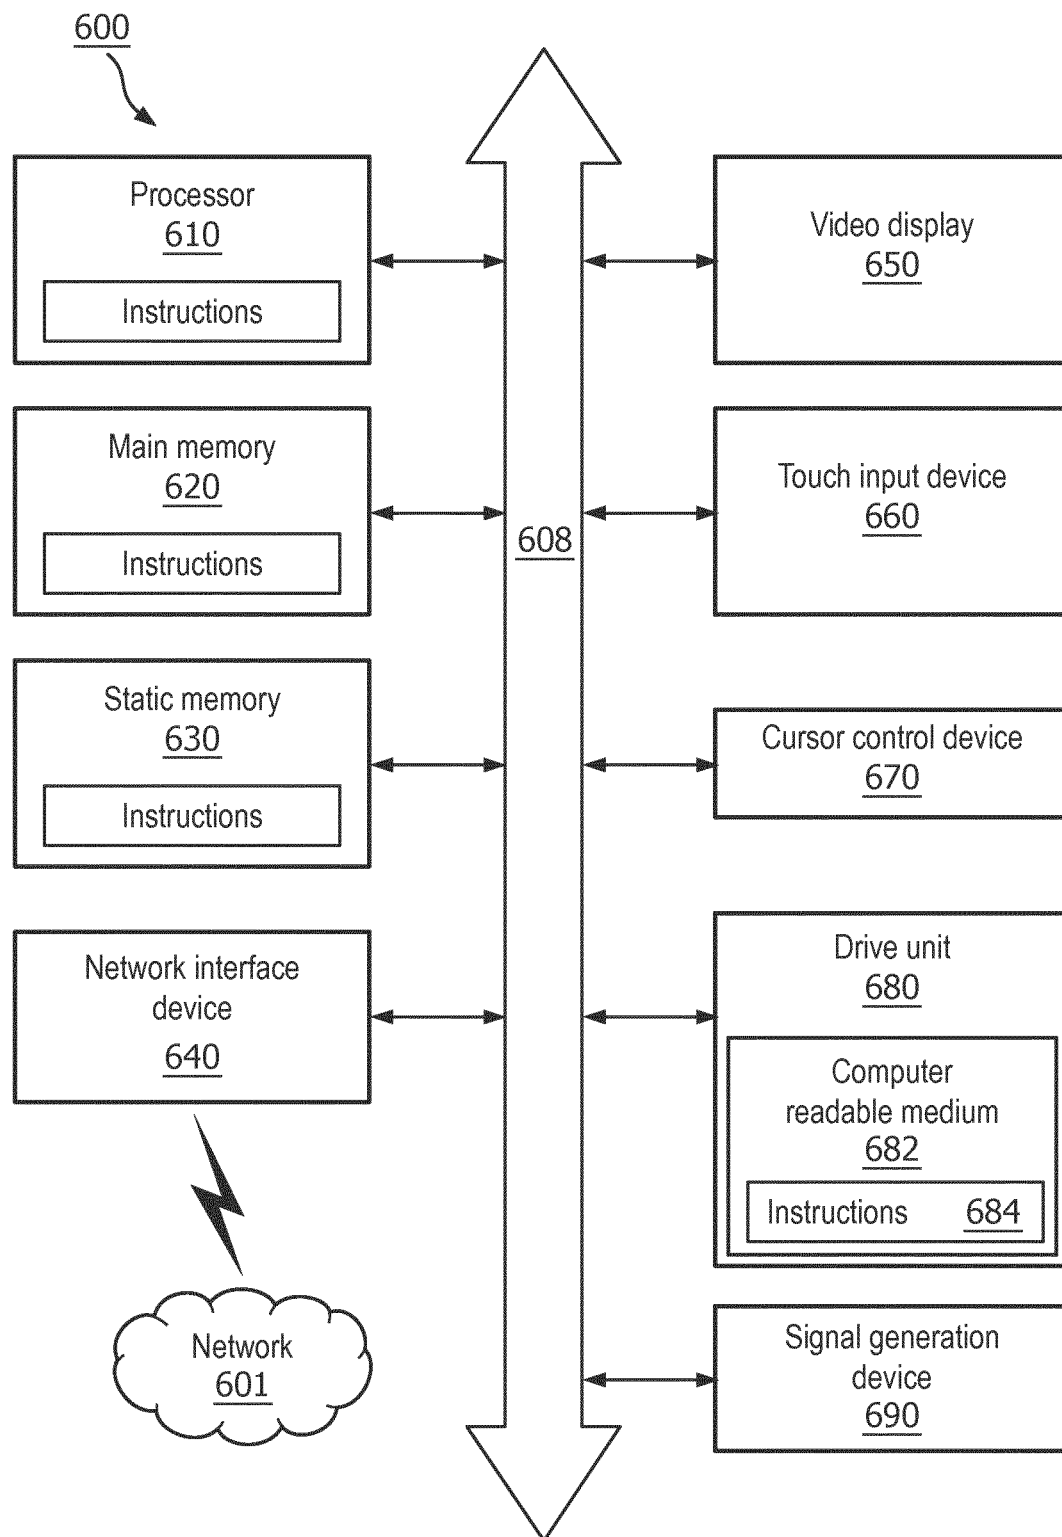 600
Processor
610
Instructions
Main memory
620
Instructions
Static memory
630
Instructions
Network interface
device
640
Network
601
608
Video display
650
Touch input device
660
Cursor control device
670
Drive unit
680
Computer
readable medium
682
Instructions 684
Signal generation
device
690